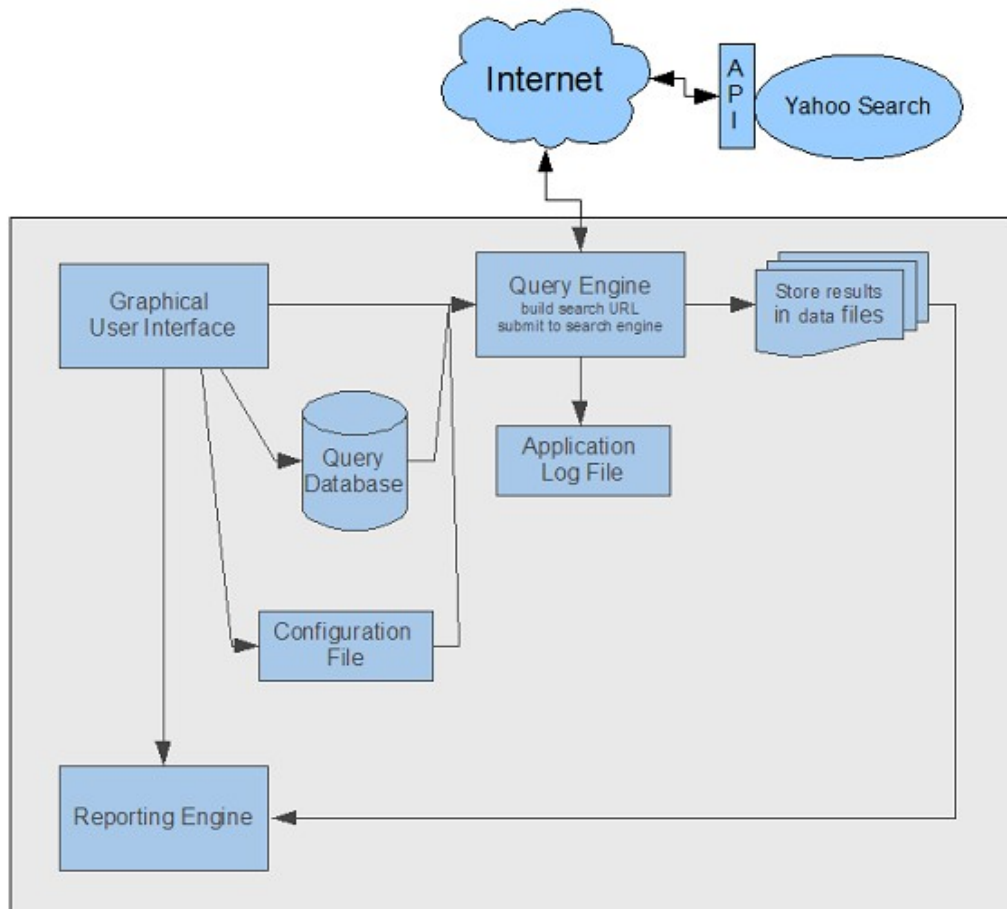 Internet
A
P
I
Yahoo Search
Graphical
User Interface
Query Engine
build search URL
submit to search engine
Store results
in data files
Query
Database
Application
Log File
Configuration
File
Reporting Engine